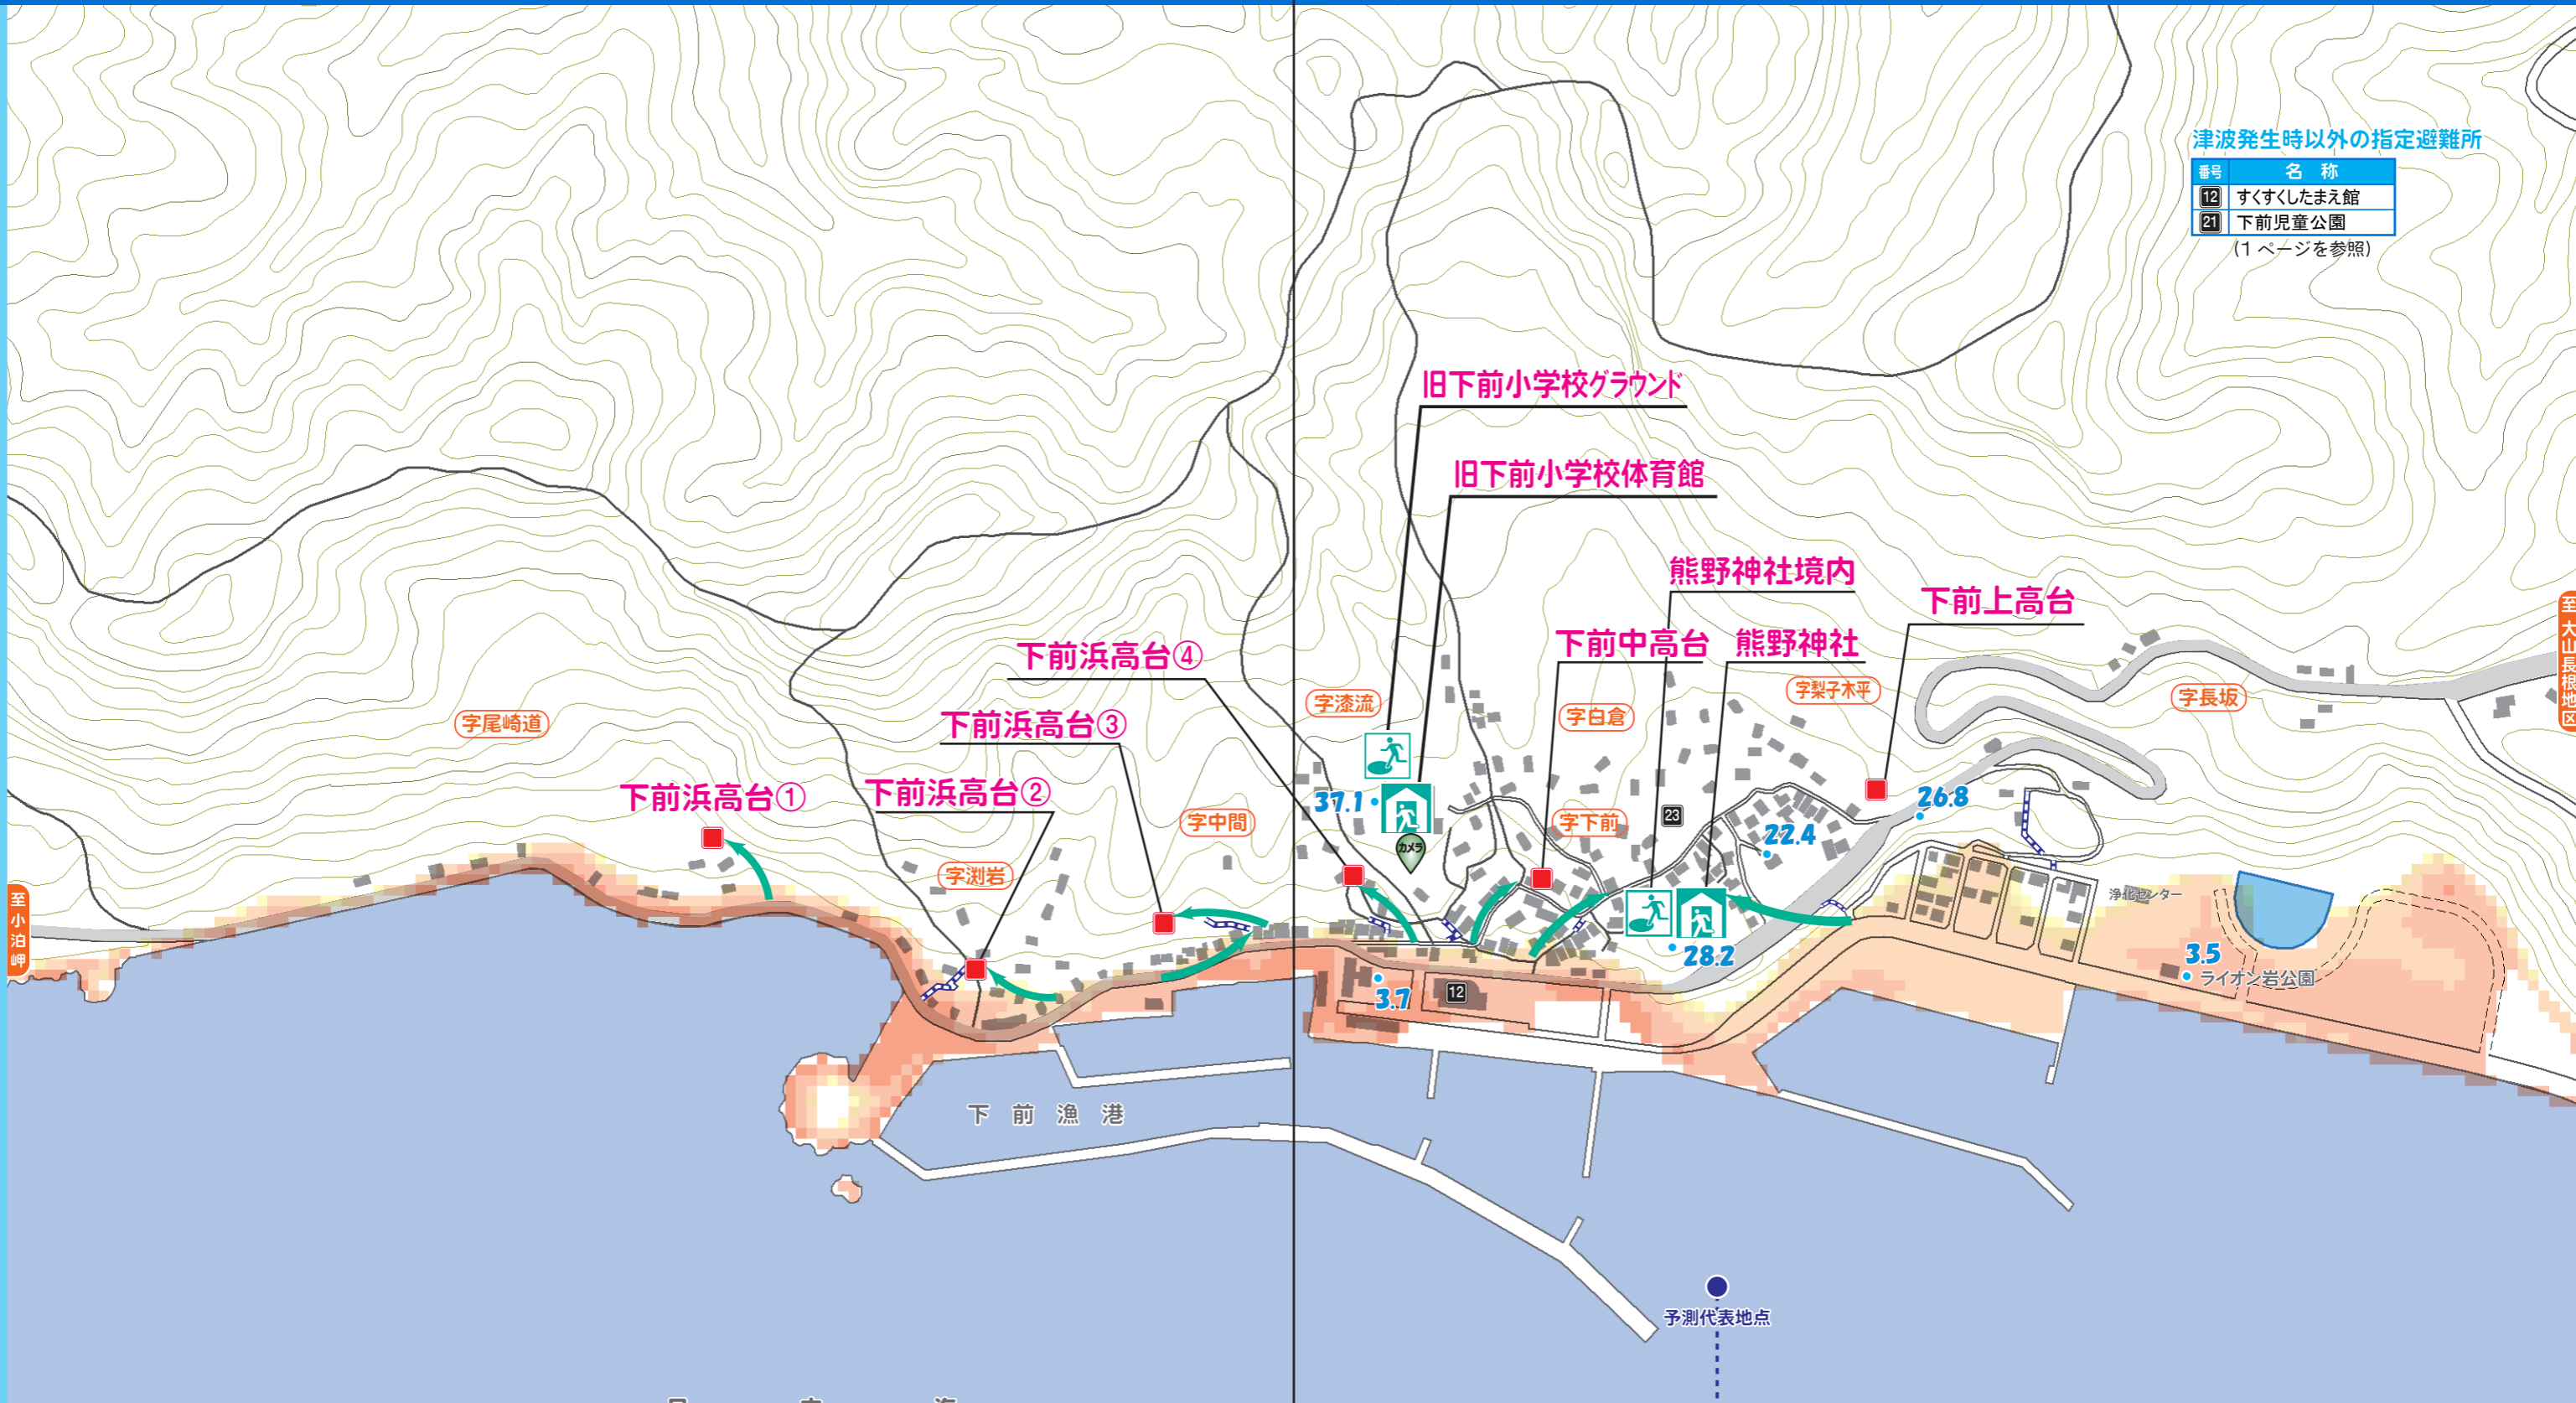 津波発生時以外の指定避難所
番号 名 称
12 すくすくしたまえ館
21 下前児童公園
(1 ページを参照)
旧下前小学校グラウンド
旧下前小学校体育館
熊野神社境内
下前上高台
下前中高台
熊野神社
下前浜高台④
下前浜高台③
下前浜高台②
下前浜高台①
字尾崎道
字渕岩
字中間
字漆流
字白倉
字梨子木平
字長坂
字下前
至大山長根地区
至小泊岬
37.1
カメラ
23
22.4
26.8
28.2
3.7
12
浄化センター
3.5
ライオン岩公園
下 前 漁 港
予測代表地点